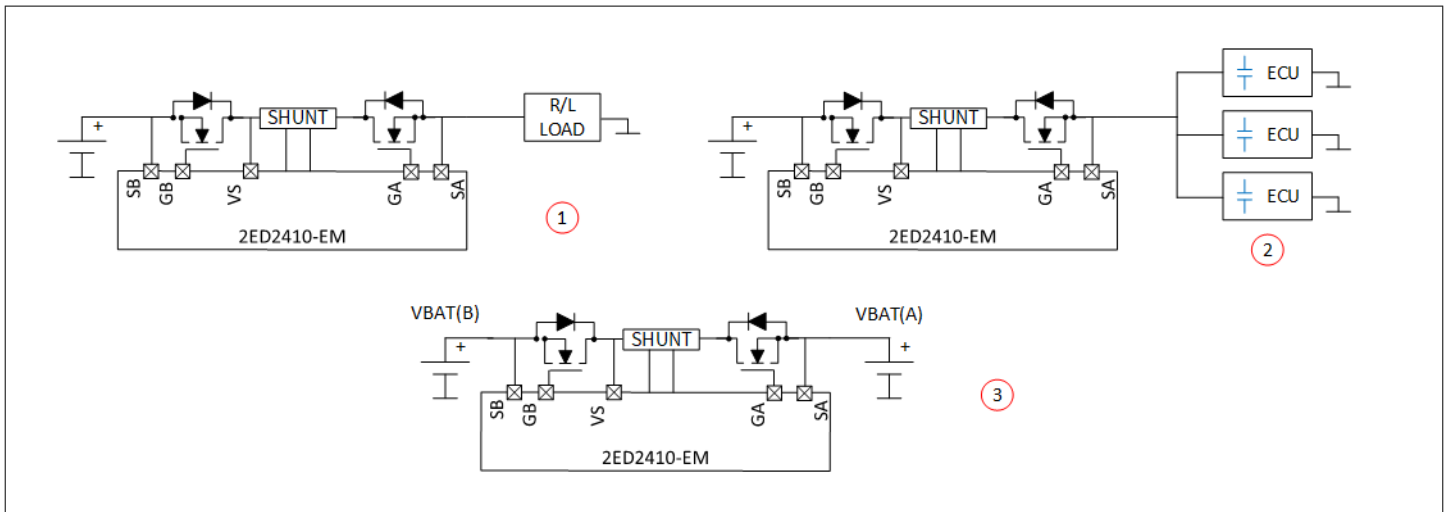 +
SHUNT
R/L
LOAD
SB
GB
VS
GA
SA
2ED2410-EM
1
+
SHUNT
ECU
ECU
ECU
SB
GB
VS
GA
SA
2ED2410-EM
2
VBAT(B)
VBAT(A)
+
SHUNT
+
SB
GB
VS
GA
SA
2ED2410-EM
3